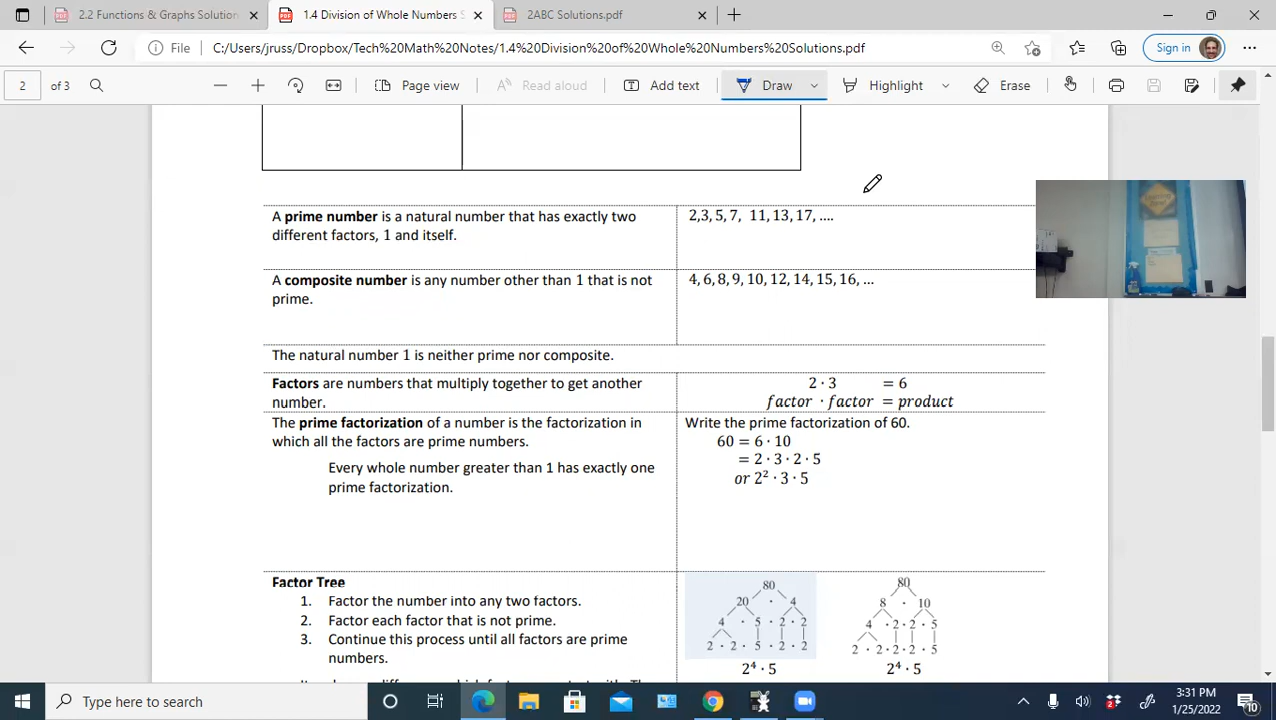 2.2 Functions & Graphs Solution
1.4 Division of Whole Numbers S
2ABC Solutions.pdf
File
C:/Users/jruss/Dropbox/Tech%20Math%20Notes/1.4%20Division%20of%20Whole%20Numbers%20Solutions.pdf
Sign in
2 of 3
Page view
Read aloud
Add text
Draw
Highlight
Erase
A prime number is a natural number that has exactly two
different factors, 1 and itself.
2,3, 5, 7, 11, 13, 17, ....
A composite number is any number other than 1 that is not
prime.
4, 6, 8, 9, 10, 12, 14, 15, 16, ...
The natural number 1 is neither prime nor composite.
Factors are numbers that multiply together to get another
number.
2 · 3 = 6
factor · factor = product
The prime factorization of a number is the factorization in
which all the factors are prime numbers.
Every whole number greater than 1 has exactly one
prime factorization.
Write the prime factorization of 60.
60 = 6 · 10
= 2 · 3 · 2 · 5
or 2² · 3 · 5
Factor Tree
1. Factor the number into any two factors.
2. Factor each factor that is not prime.
3. Continue this process until all factors are prime
numbers.
80
20 · 4
4 · 5 · 2 · 2
2 · 2 · 5 · 2 · 2
2⁴ · 5
80
8 · 10
4 · 2 · 2 · 5
2 · 2 · 2 · 2 · 5
2⁴ · 5
Type here to search
3:31 PM
1/25/2022
10